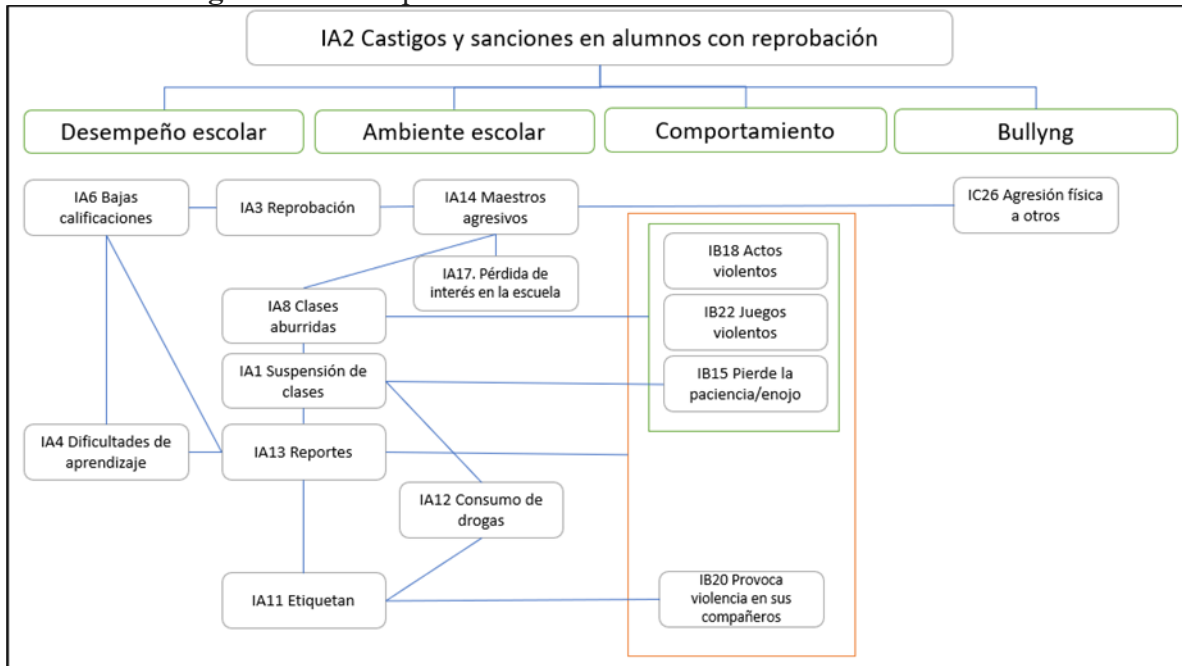 IA2 Castigos y sanciones en alumnos con reprobación
Desempeño escolar
Ambiente escolar
Comportamiento
Bullyng
IA6 Bajas
calificaciones
IA3 Reprobación
IA14 Maestros
agresivos
IC26 Agresión física
a otros
IB18 Actos
violentos
IA17. Pérdida de
interés en la escuela
IA8 Clases
aburridas
IB22 Juegos
violentos
IA1 Suspensión de
clases
IB15 Pierde la
paciencia/enojo
IA4 Dificultades de
aprendizaje
IA13 Reportes
IA12 Consumo de
drogas
IA11 Etiquetan
IB20 Provoca
violencia en sus
compañeros